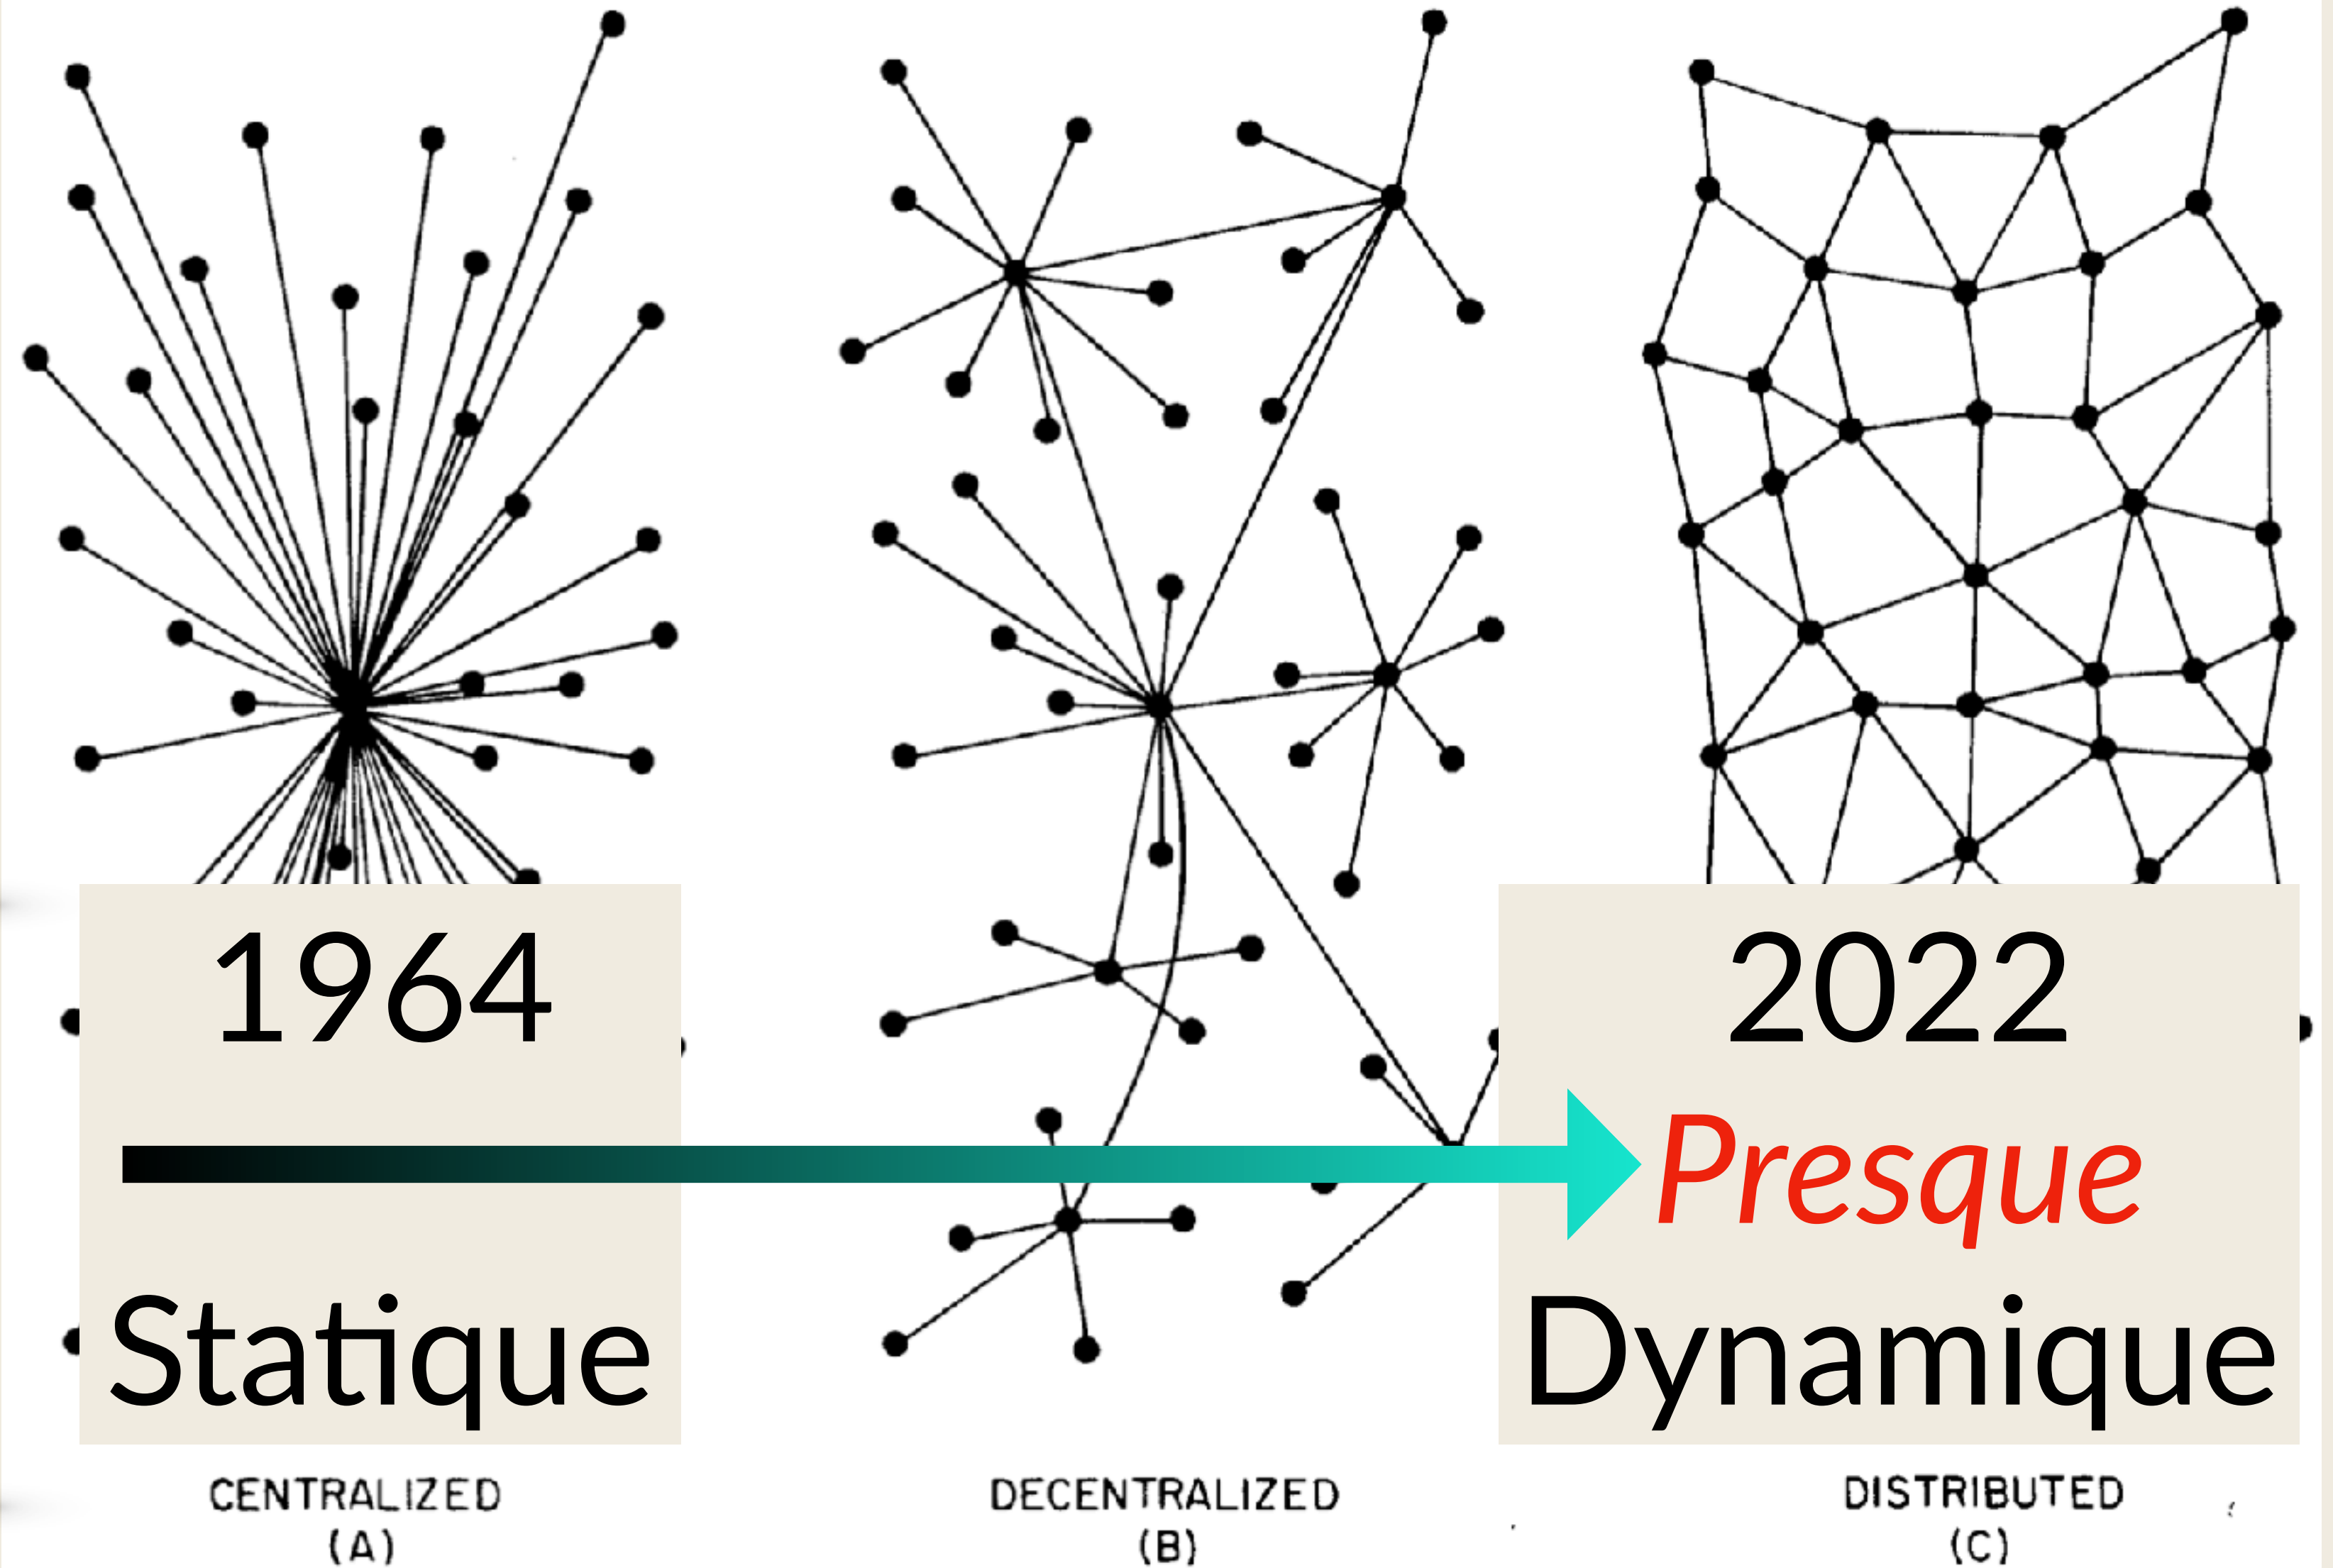 1964
Statique
2022
Presque
Dynamique
CENTRALIZED
(A)
DECENTRALIZED
(B)
DISTRIBUTED
(C)